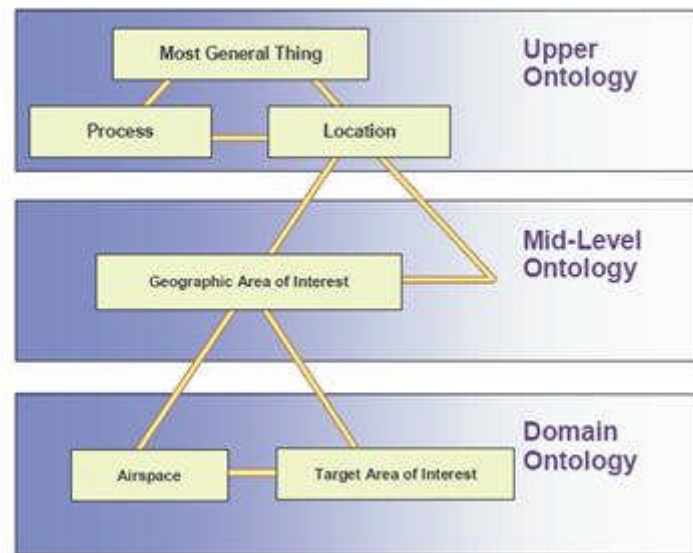 Most General Thing
Upper
Ontology
Process
Location
Mid-Level
Ontology
Geographic Area of Interest
Domain
Ontology
Airspace
Target Area of Interest